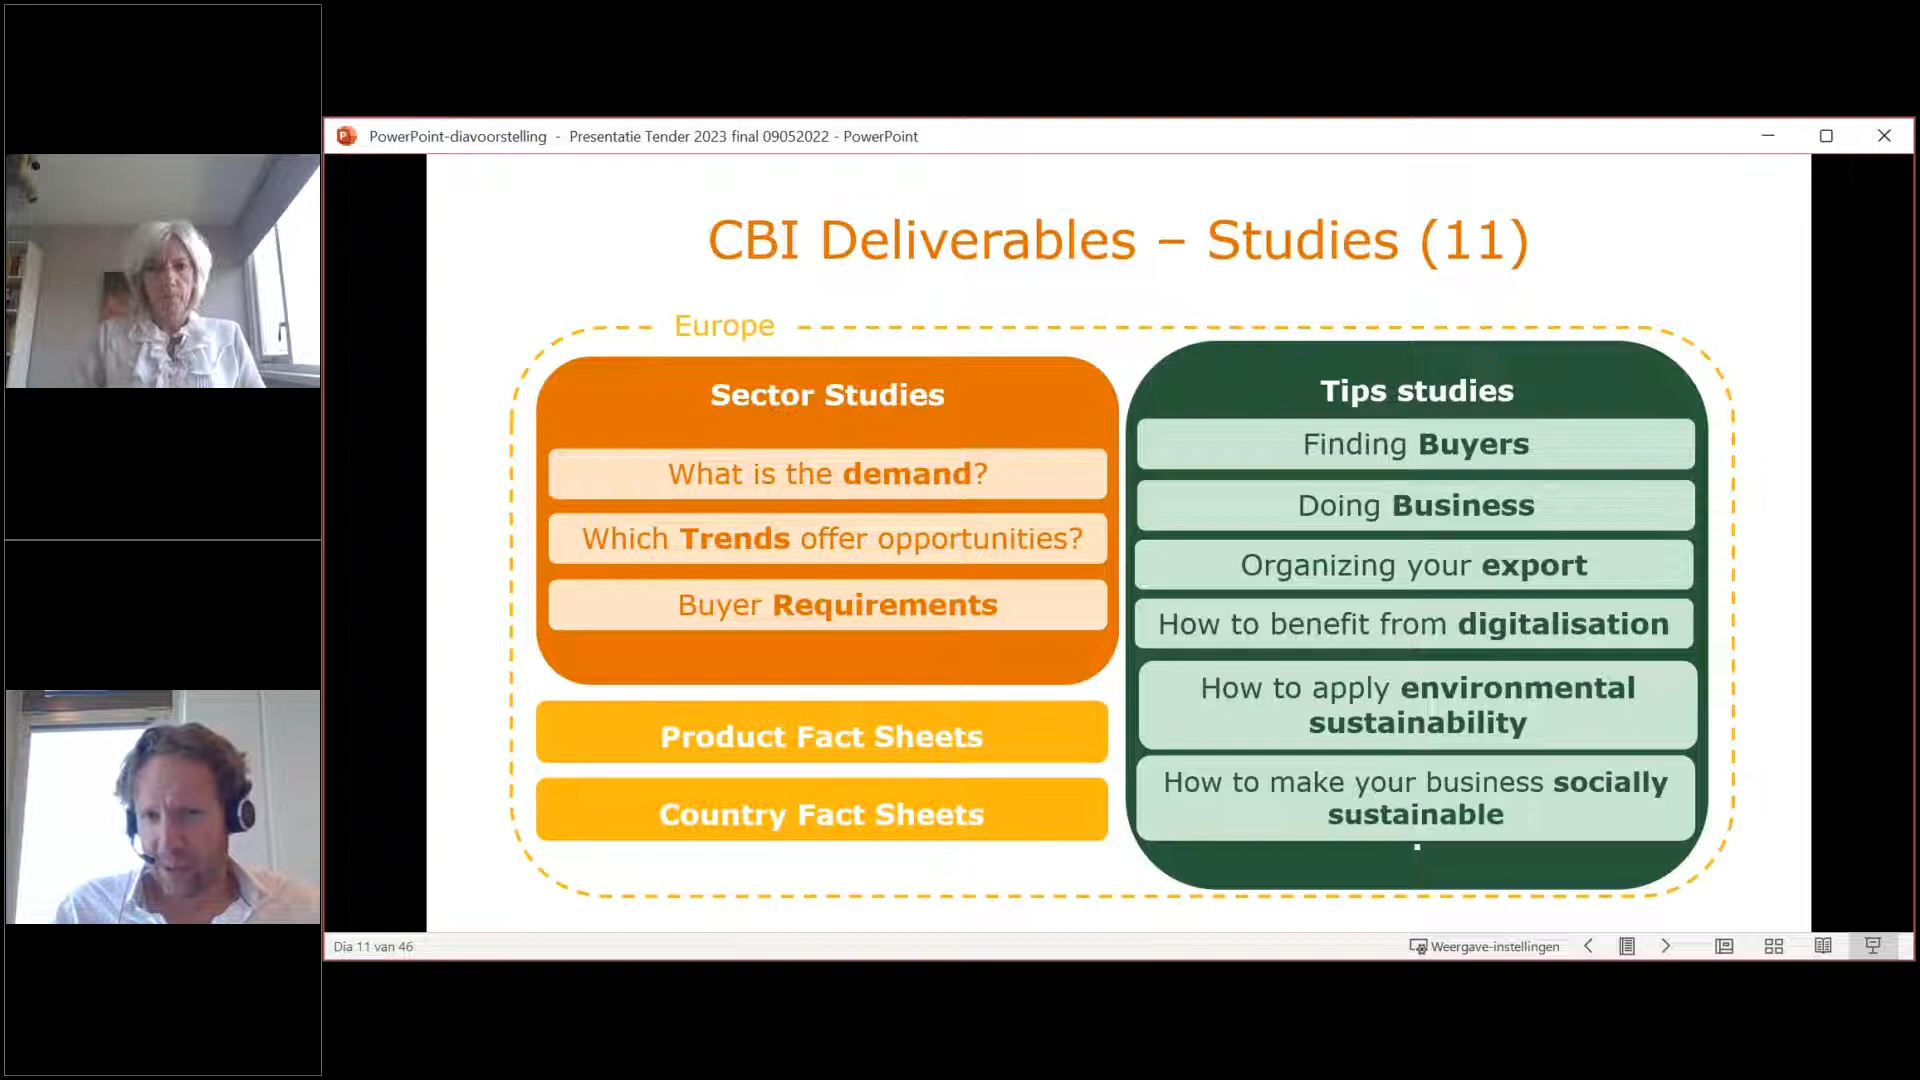 PowerPoint-diavoorstelling - Presentatie Tender 2023 final 09052022 - PowerPoint
CBI Deliverables – Studies (11)
Europe
Sector Studies
What is the demand?
Which Trends offer opportunities?
Buyer Requirements
Product Fact Sheets
Country Fact Sheets
Tips studies
Finding Buyers
Doing Business
Organizing your export
How to benefit from digitalisation
How to apply environmental
sustainability
How to make your business socially
sustainable
.
Dia 11 van 46
Weergave-instellingen